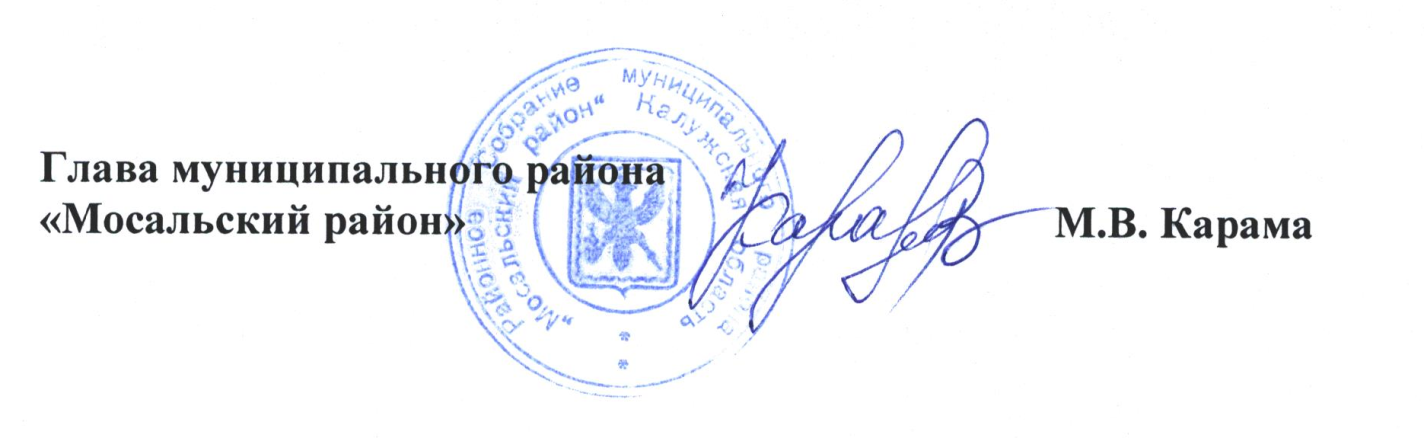 Глава муниципального района
«Мосальский район»
М.В. Карама
Районное Собрание муниципального района
„Мосальский район“ Калужская область